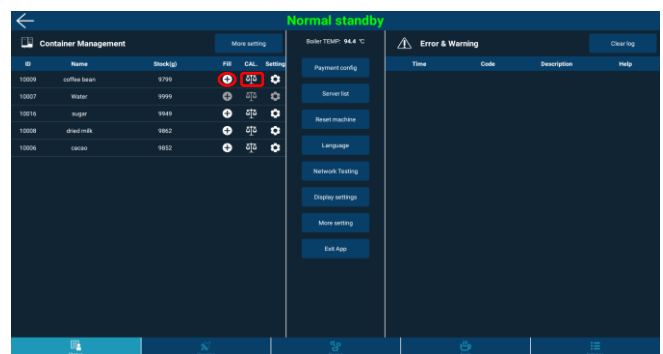 Normal standby
Container Management
More setting
ID Name Stock(g) Fill CAL. Setting
10009 coffee bean 9799
10007 Water 9999
10016 sugar 9949
10008 dried milk 9862
10006 cacao 9852
Boiler TEMP: 94.4 ℃
Payment config
Server list
Reset machine
Language
Network Testing
Display settings
More setting
Exit App
Error & Warning
Clear log
Time Code Description Help